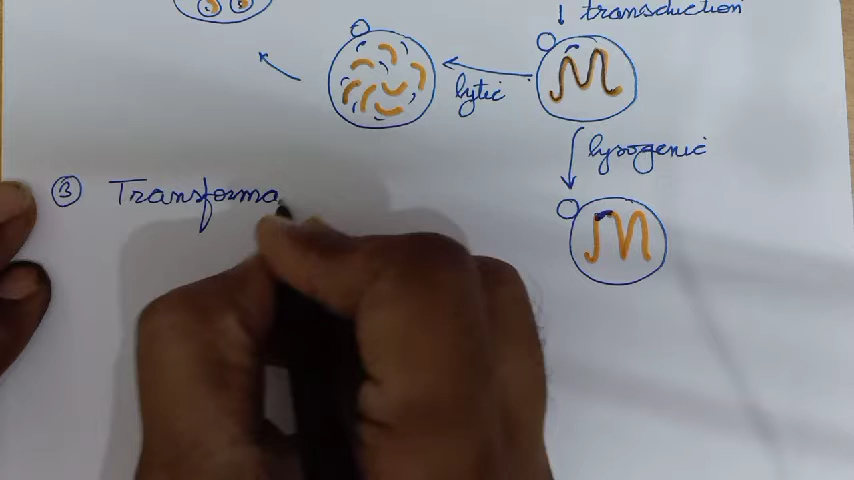 transduction
lytic
lysogenic
③ Transforma